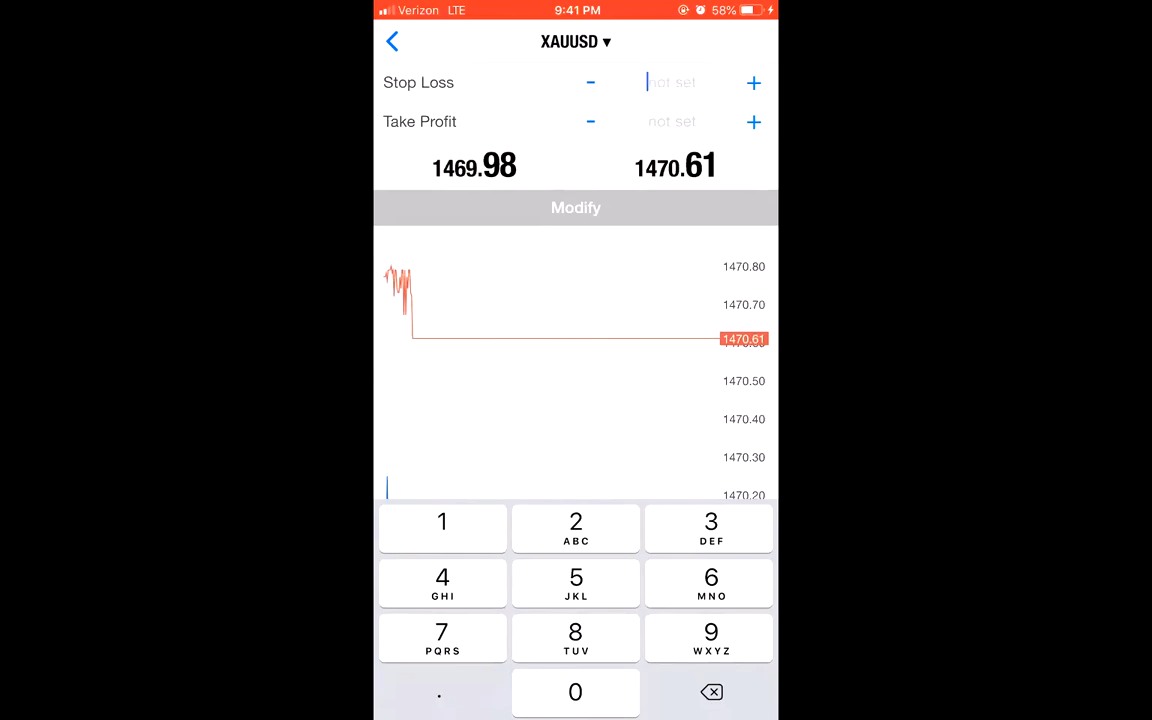 Verizon LTE 9:41 PM 58%
XAUUSD ▼
Stop Loss - not set +
Take Profit - not set +
1469.98 1470.61
Modify
1470.80
1470.70
1470.61
1470.50
1470.40
1470.30
1470.20
1 2 3
ABC DEF
4 5 6
GHI JKL MNO
7 8 9
PQRS TUV WXYZ
. 0